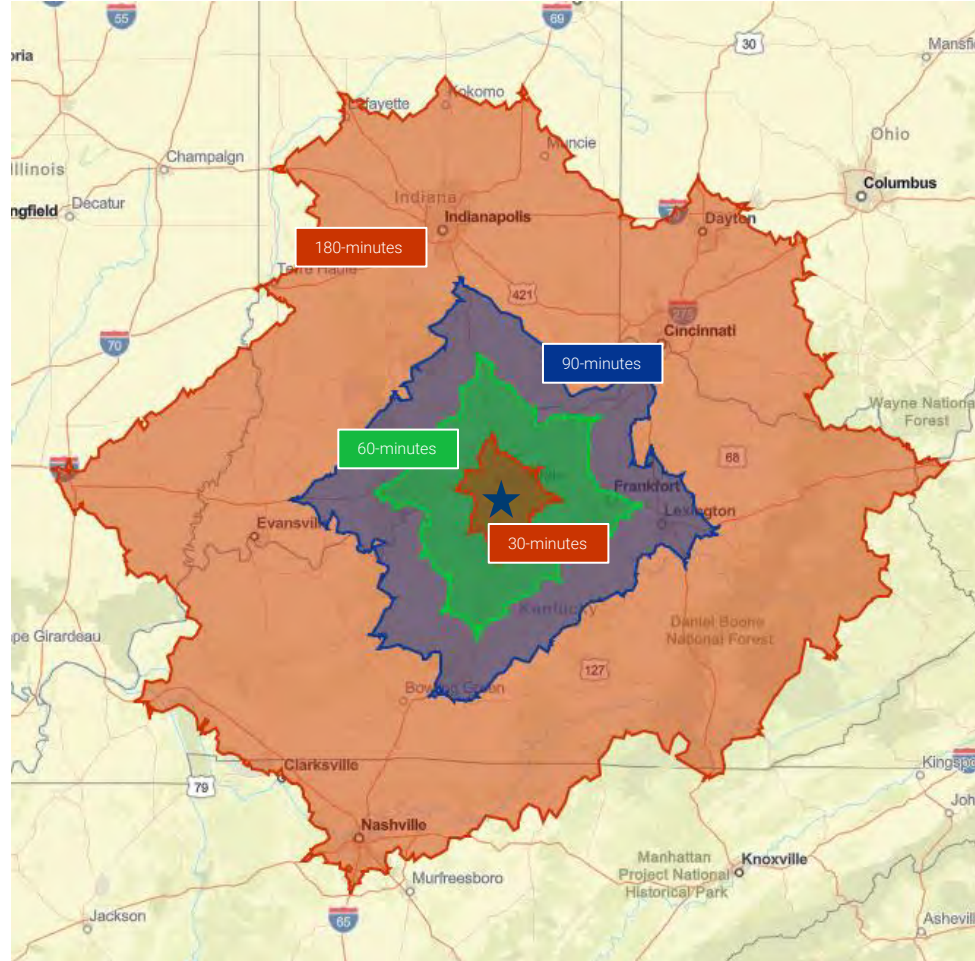 55
69
30
Mansfi
oria
Kokomo
Lafayette
Muncie
Ohio
Champaign
Illinois
Columbus
Decatur
Indiana
ngfield
Indianapolis
Dayton
180-minutes
Terre Haute
421
275
Cincinnati
70
90-minutes
Wayne National
Forest
60-minutes
68
Frankfort
Lexington
Evansvill
30-minutes
Kentucky
Daniel Boone
National Forest
pe Girardeau
127
Bowling Green
Clarksville
79
Kingspo
Joh
Nashville
Manhattan
Project National
Historical Park
Knoxville
Murfreesboro
65
Jackson
Ashevill